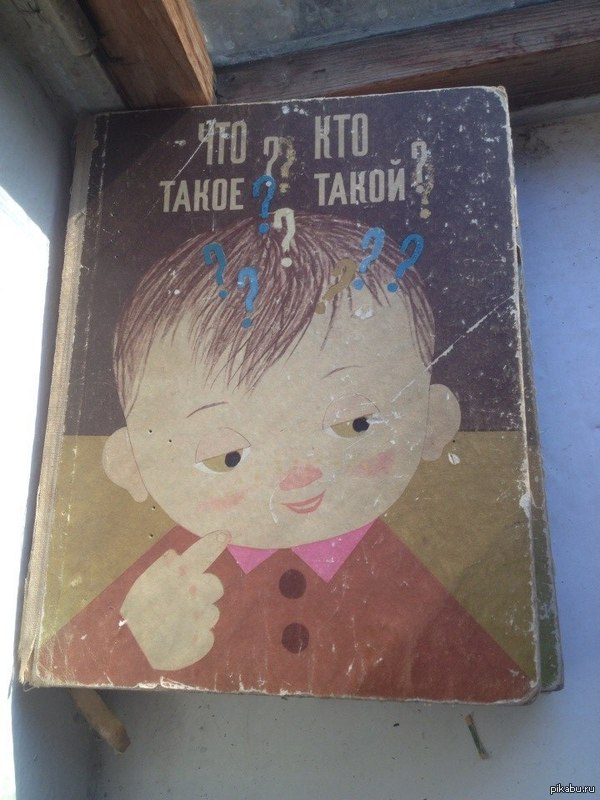 ЧТО ? ? КТО ?
ТАКОЕ ? ТАКОЙ ?
?
? ? ? ? ?
pikabu.ru